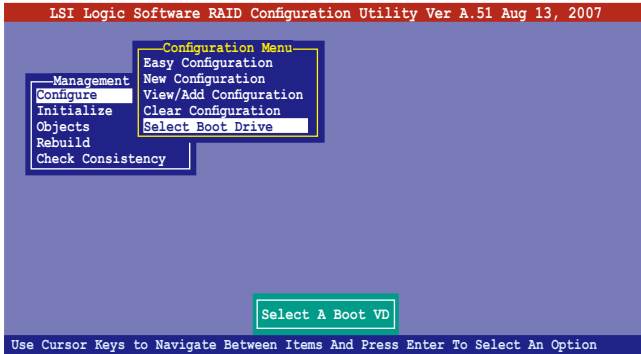 LSI Logic Software RAID Configuration Utility Ver A.51 Aug 13, 2007
Configuration Menu
Easy Configuration
New Configuration
View/Add Configuration
Clear Configuration
Select Boot Drive
Management
Configure
Initialize
Objects
Rebuild
Check Consistency
Select A Boot VD
Use Cursor Keys to Navigate Between Items And Press Enter To Select An Option